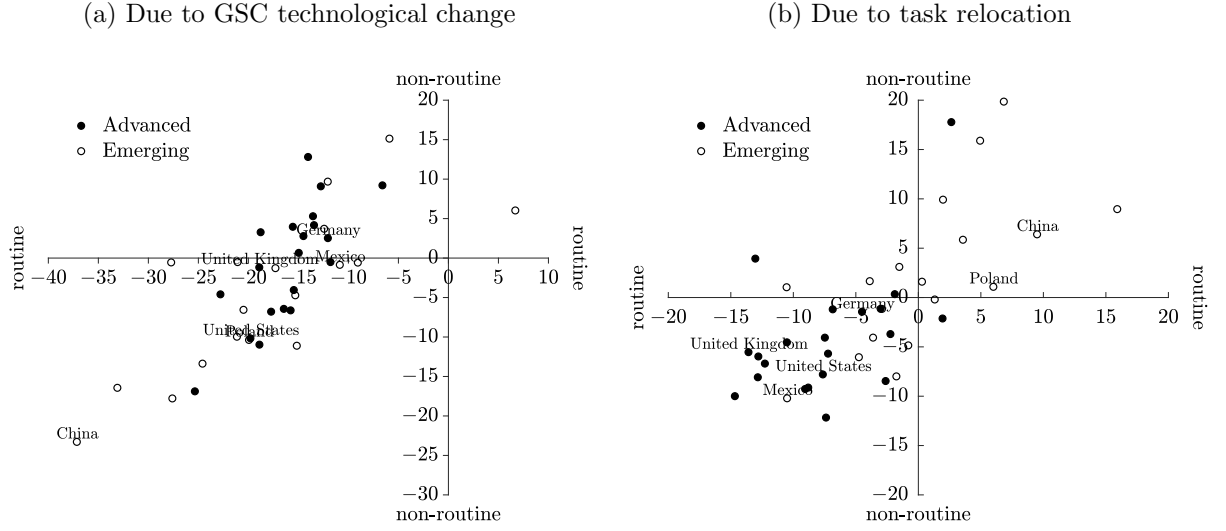 (a) Due to GSC technological change
non-routine
20
15
10
5
0
−5
−10
−15
−20
−25
−30
non-routine
−40 −35 −30 −25 −20 −15 −10 −5 0 5 10
routine
routine
Advanced
Emerging
Germany
United Kingdom
Mexico
United States
Poland
China
(b) Due to task relocation
non-routine
20
15
10
5
0
−5
−10
−15
−20
non-routine
−20 −15 −10 −5 0 5 10 15 20
routine
routine
Advanced
Emerging
China
Poland
Germany
United Kingdom
United States
Mexico